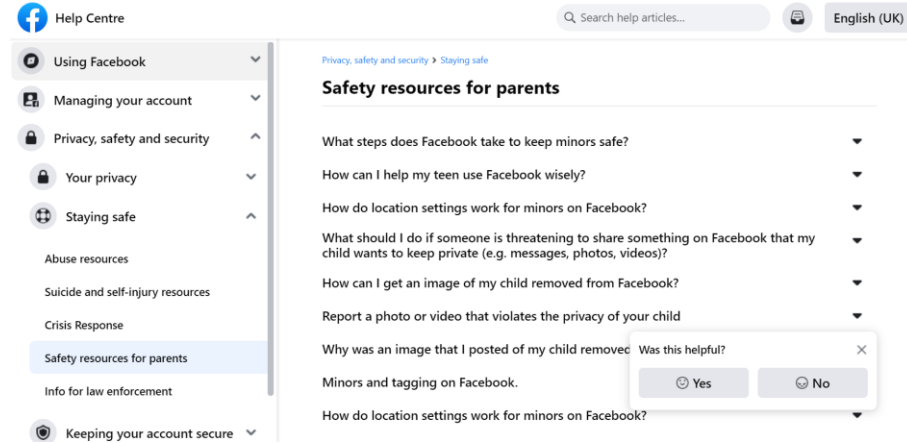 Help Centre
Search help articles...
English (UK)
Using Facebook
Managing your account
Privacy, safety and security
Your privacy
Staying safe
Abuse resources
Suicide and self-injury resources
Crisis Response
Safety resources for parents
Info for law enforcement
Keeping your account secure
Privacy, safety and security > Staying safe
Safety resources for parents
What steps does Facebook take to keep minors safe?
How can I help my teen use Facebook wisely?
How do location settings work for minors on Facebook?
What should I do if someone is threatening to share something on Facebook that my
child wants to keep private (e.g. messages, photos, videos)?
How can I get an image of my child removed from Facebook?
Report a photo or video that violates the privacy of your child
Why was an image that I posted of my child removed
Minors and tagging on Facebook.
How do location settings work for minors on Facebook?
Was this helpful?
Yes
No